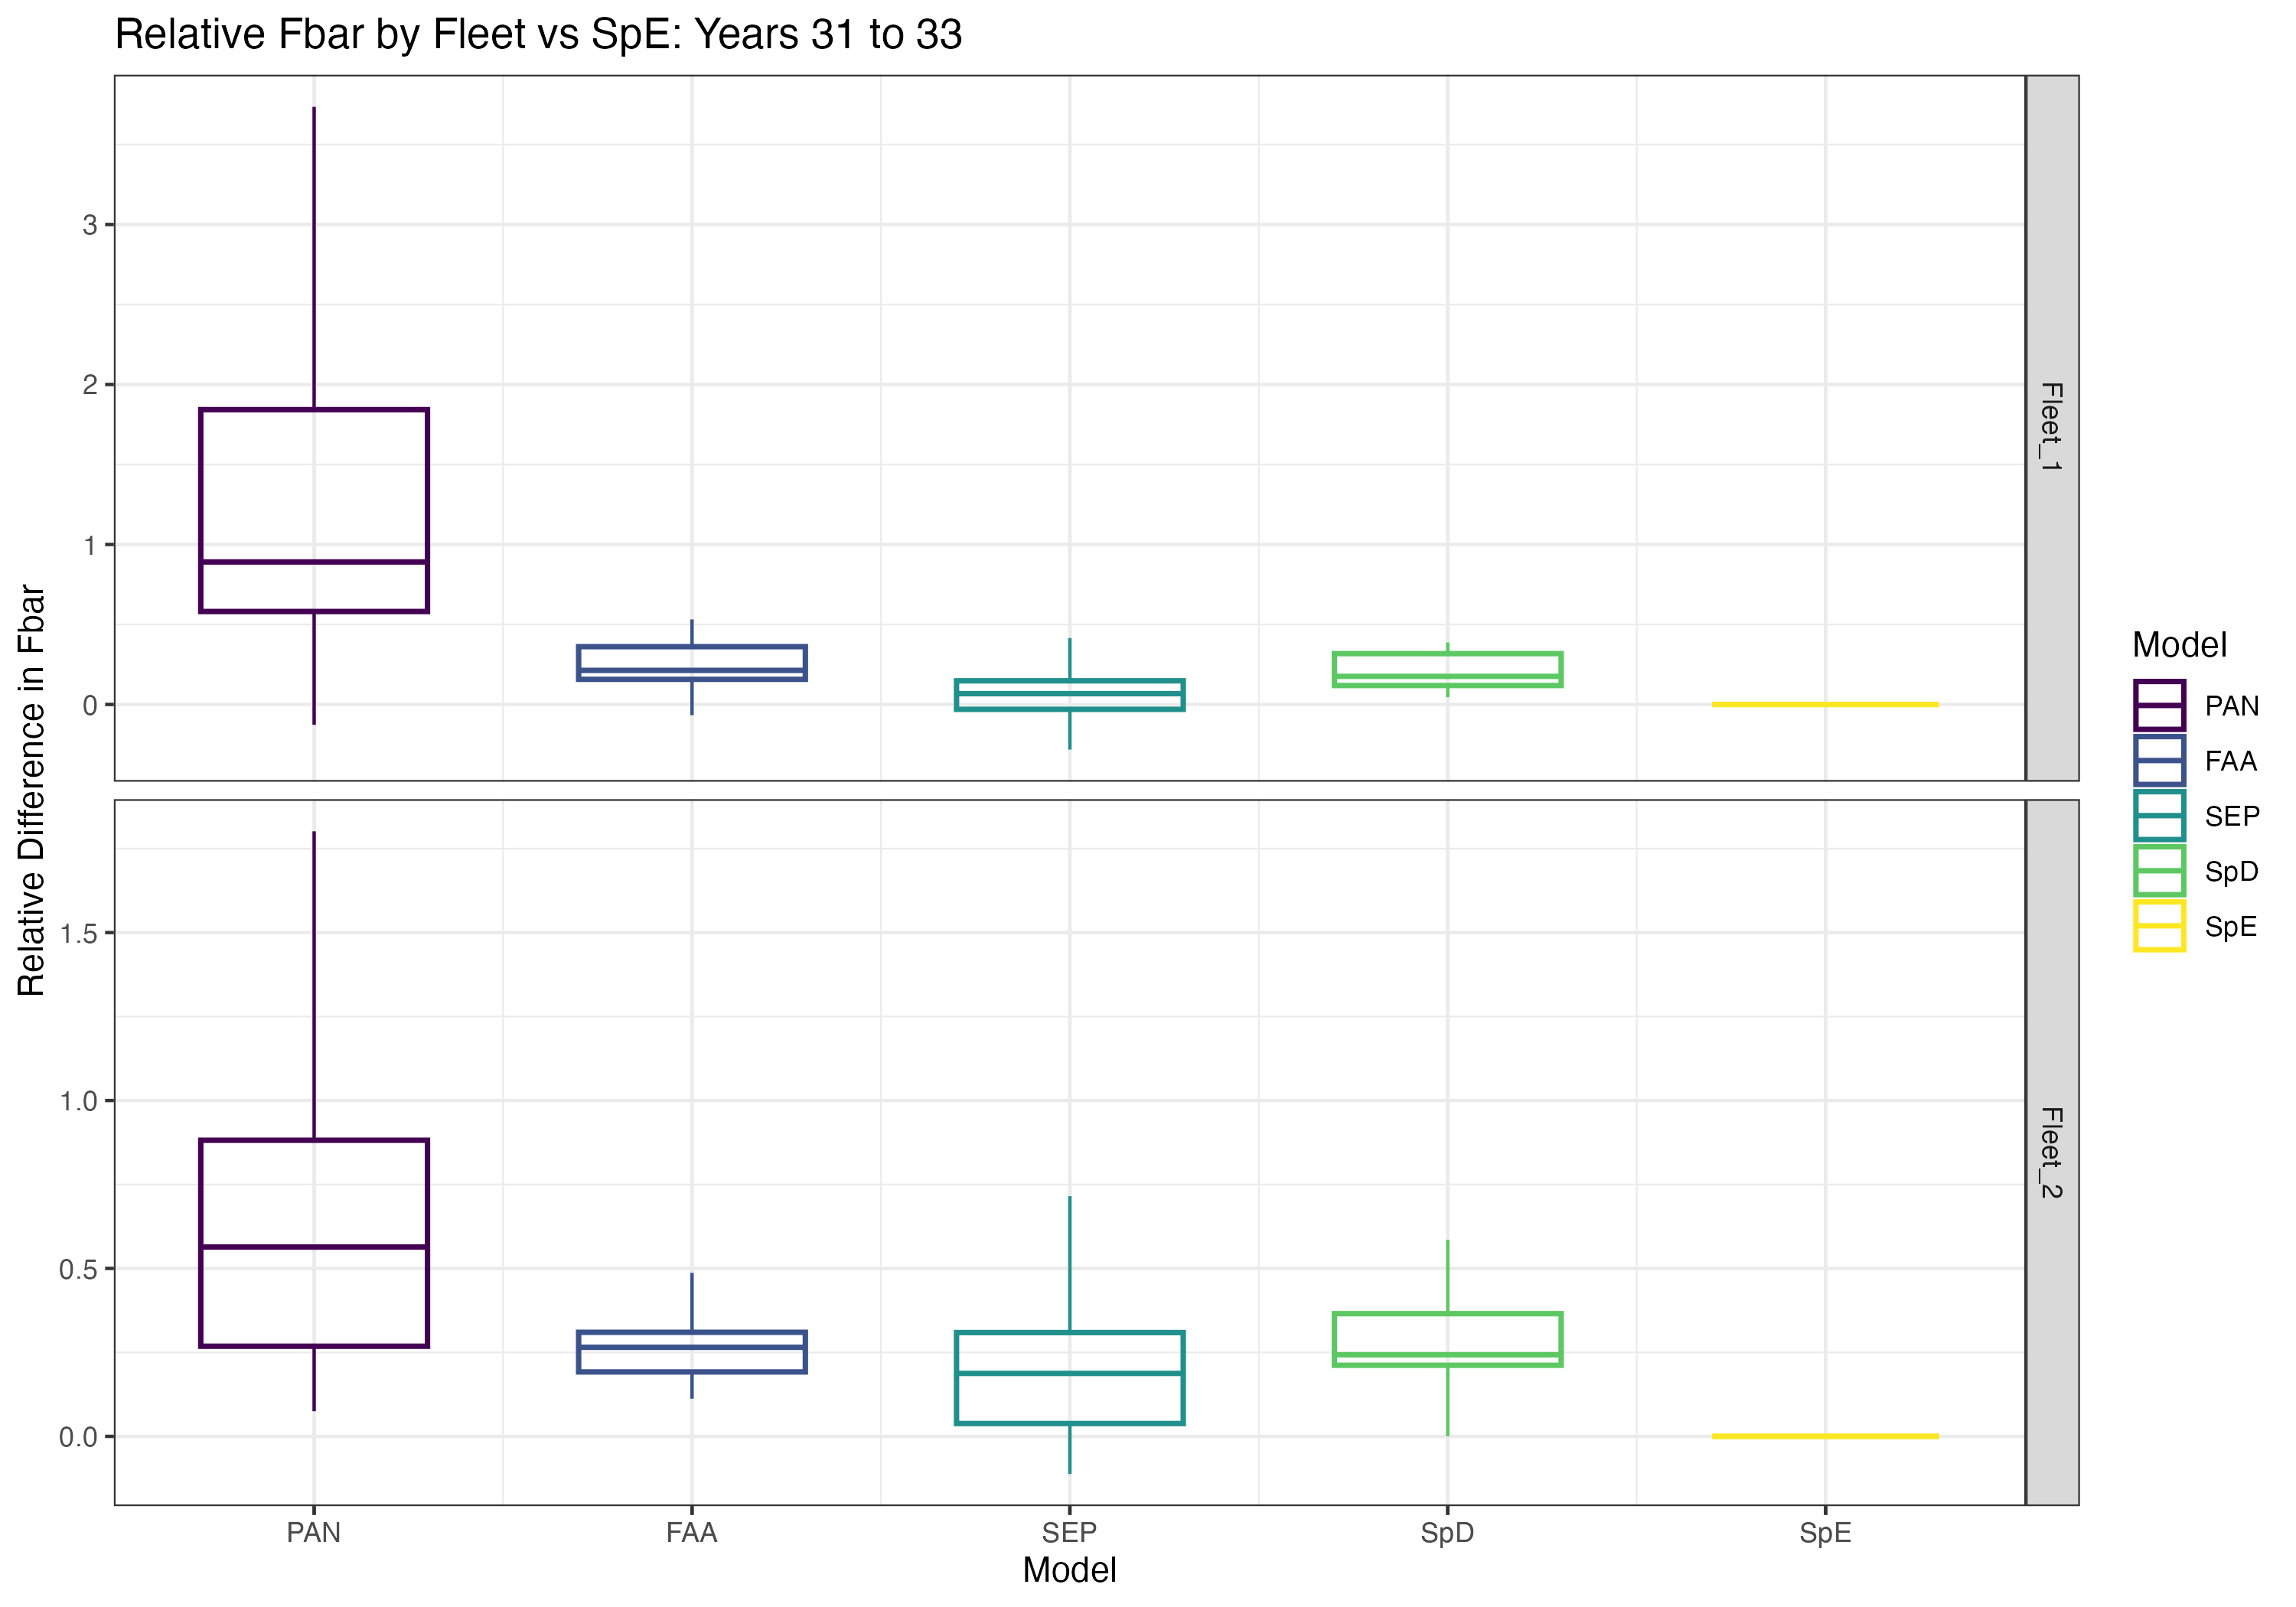 Relative Fbar by Fleet vs SpE: Years 31 to 33
Relative Difference in Fbar
3
2
1
0
Fleet_1
1.5
1.0
0.5
0.0
Fleet_2
PAN
FAA
SEP
SpD
SpE
Model
Model
PAN
FAA
SEP
SpD
SpE